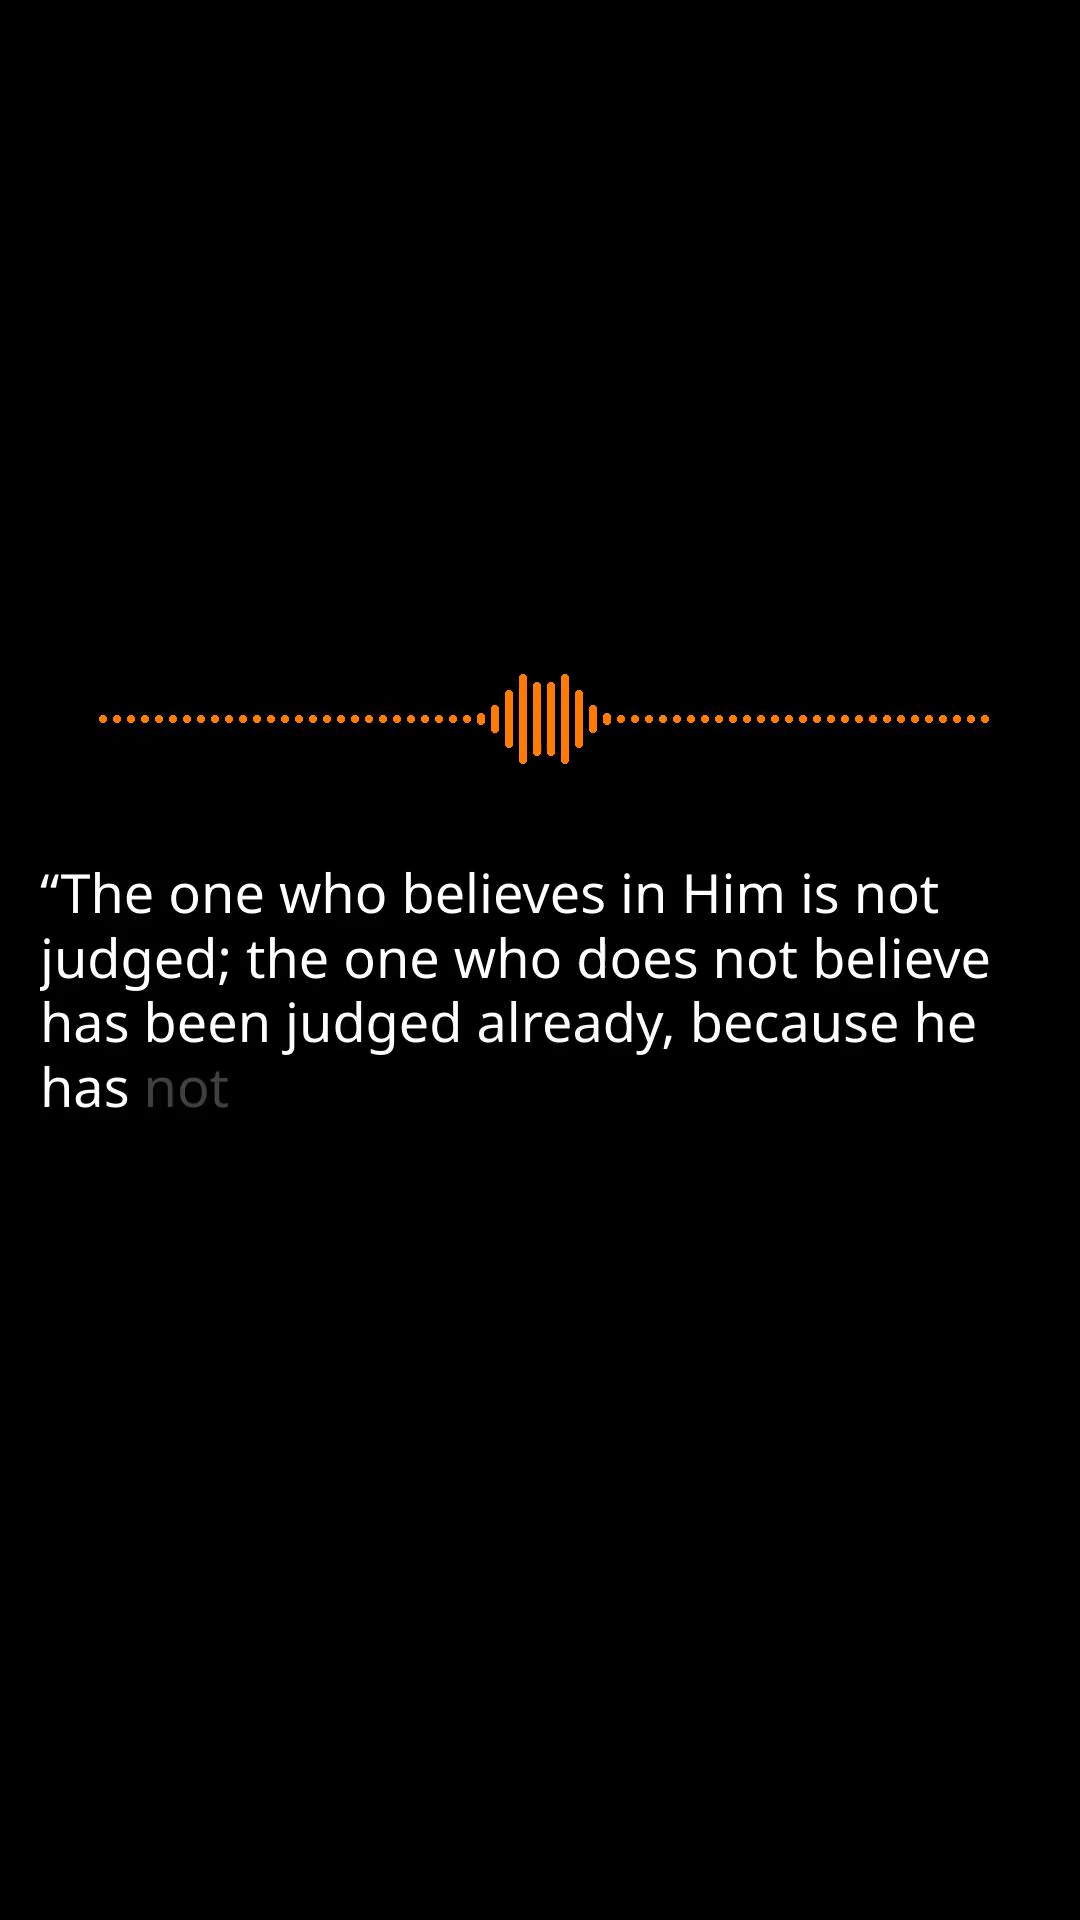 “The one who believes in Him is not
judged; the one who does not believe
has been judged already, because he
has not